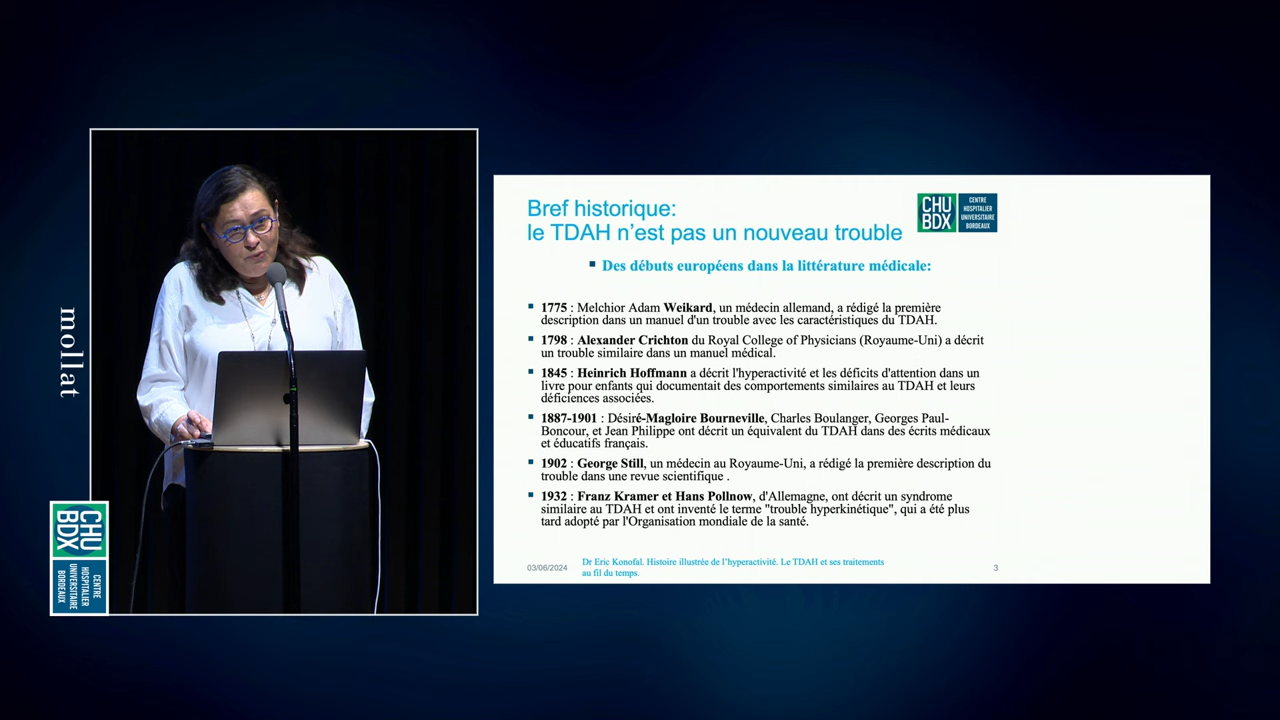 mollat
CHU
BDX
CENTRE
HOSPITALIER
UNIVERSITAIRE
BORDEAUX
Bref historique:
le TDAH n'est pas un nouveau trouble
CHU
BDX
CENTRE
HOSPITALIER
UNIVERSITAIRE
BORDEAUX
▪ Des débuts européens dans la littérature médicale:
▪ 1775 : Melchior Adam Weikard, un médecin allemand, a rédigé la première
description dans un manuel d'un trouble avec les caractéristiques du TDAH.
▪ 1798 : Alexander Crichton du Royal College of Physicians (Royaume-Uni) a décrit
un trouble similaire dans un manuel médical.
▪ 1845 : Heinrich Hoffmann a décrit l'hyperactivité et les déficits d'attention dans un
livre pour enfants qui documentait des comportements similaires au TDAH et leurs
déficiences associées.
▪ 1887-1901 : Désiré-Magloire Bourneville, Charles Boulanger, Georges Paul-
Boncour, et Jean Philippe ont décrit un équivalent du TDAH dans des écrits médicaux
et éducatifs français.
▪ 1902 : George Still, un médecin au Royaume-Uni, a rédigé la première description du
trouble dans une revue scientifique .
▪ 1932 : Franz Kramer et Hans Pollnow, d'Allemagne, ont décrit un syndrome
similaire au TDAH et ont inventé le terme "trouble hyperkinétique", qui a été plus
tard adopté par l'Organisation mondiale de la santé.
03/06/2024
Dr Eric Konofal. Histoire illustrée de l'hyperactivité. Le TDAH et ses traitements
au fil du temps.
3